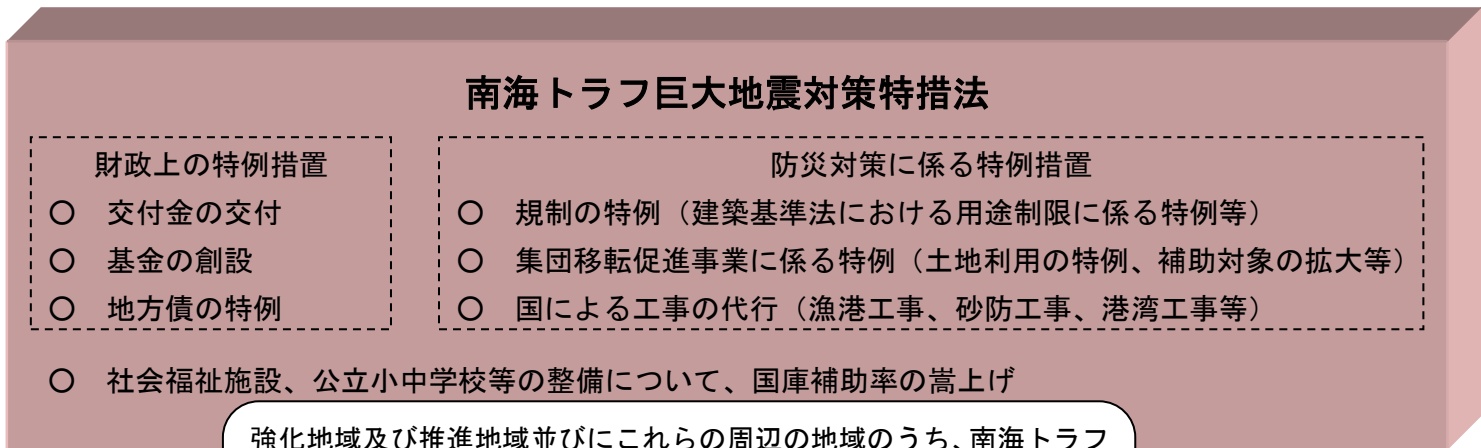 南海トラフ巨大地震対策特措法
財政上の特例措置
○ 交付金の交付
○ 基金の創設
○ 地方債の特例
防災対策に係る特例措置
○ 規制の特例（建築基準法における用途制限に係る特例等）
○ 集団移転促進事業に係る特例（土地利用の特例、補助対象の拡大等）
○ 国による工事の代行（漁港工事、砂防工事、港湾工事等）
○ 社会福祉施設、公立小中学校等の整備について、国庫補助率の嵩上げ
強化地域及び推進地域並びにこれらの周辺の地域のうち、南海トラフ